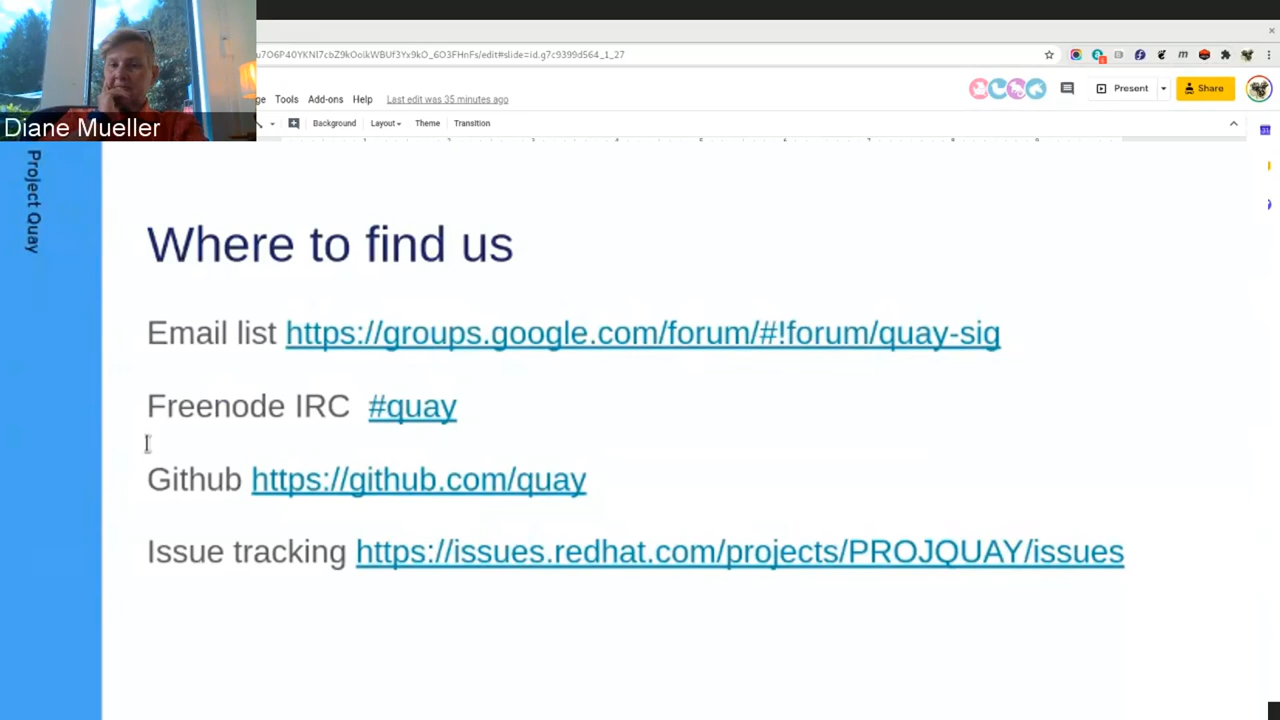 u7O6P40YKNl7cbZ9kOoikWBUf3Yx9kO_6O3FHnFs/edit#slide=id.g7c9399d564_1_27
ge Tools Add-ons Help Last edit was 35 minutes ago
Present
Share
Diane Mueller
Background Layout Theme Transition
Project Quay
Where to find us
Email list https://groups.google.com/forum/#!forum/quay-sig
Freenode IRC #quay
Github https://github.com/quay
Issue tracking https://issues.redhat.com/projects/PROJQUAY/issues